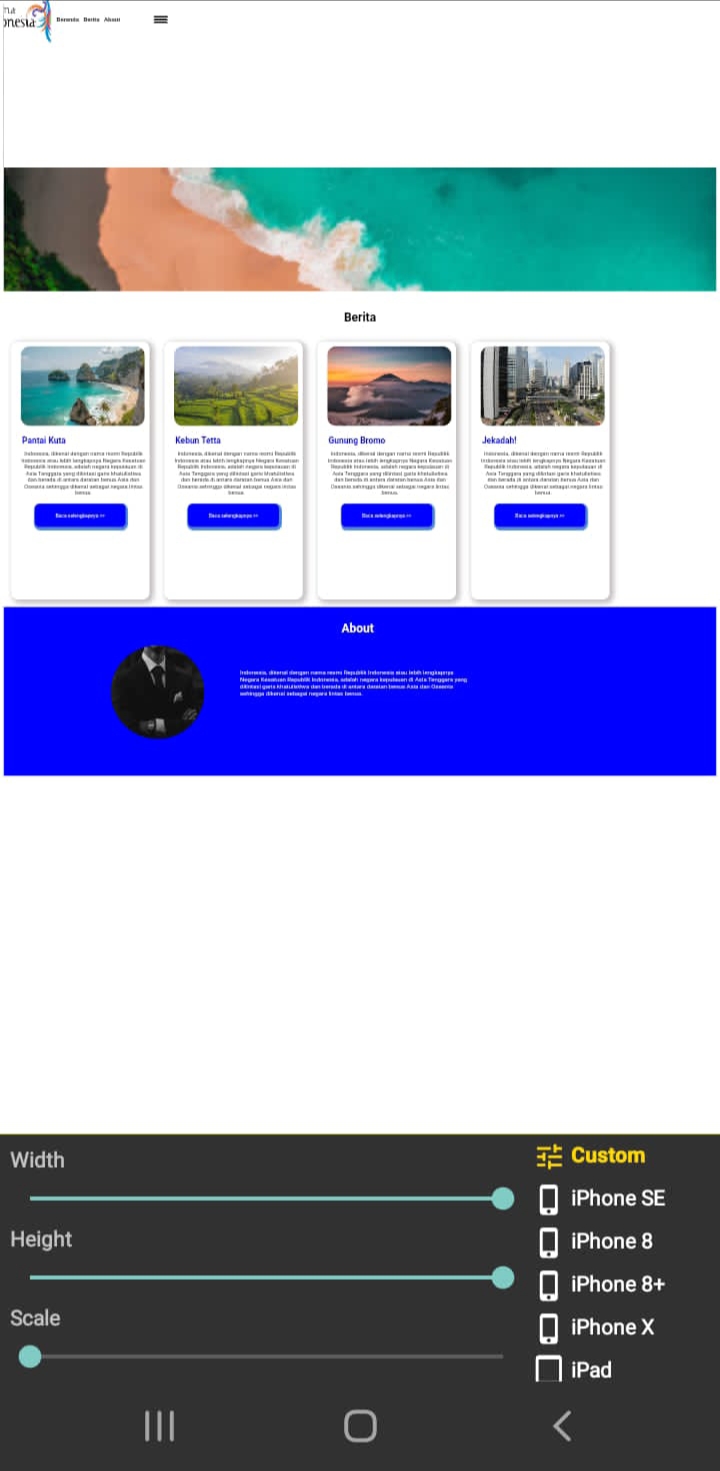 onesia
Beranda Berita About
Berita
Pantai Kuta
Indonesia, dikenal dengan nama resmi Republik
Indonesia atau lebih lengkapnya Negara Kesatuan
Republik Indonesia, adalah negara kepulauan di
Asia Tenggara yang dilintasi garis khatulistiwa
dan berada di antara daratan benua Asia dan
Oseania sehingga dikenal sebagai negara lintas
benua
Baca selengkapnya >>
Kebun Tetta
Indonesia, dikenal dengan nama resmi Republik
Indonesia atau lebih lengkapnya Negara Kesatuan
Republik Indonesia, adalah negara kepulauan di
Asia Tenggara yang dilintasi garis khatulistiwa
dan berada di antara daratan benua Asia dan
Oseania sehingga dikenal sebagai negara lintas
benua
Baca selengkapnya >>
Gunung Bromo
Indonesia, dikenal dengan nama resmi Republik
Indonesia atau lebih lengkapnya Negara Kesatuan
Republik Indonesia, adalah negara kepulauan di
Asia Tenggara yang dilintasi garis khatulistiwa
dan berada di antara daratan benua Asia dan
Oseania sehingga dikenal sebagai negara lintas
benua.
Baca selengkapnya >>
Jekadah!
Indonesia, dikenal dengan nama resmi Republik
Indonesia atau lebih lengkapnya Negara Kesatuan
Republik Indonesia, adalah negara kepulauan di
Asia Tenggara yang dilintasi garis khatulistiwa
dan berada di antara daratan benua Asia dan
Oseania sehingga dikenal sebagai negara lintas
benua
Baca selengkapnya >>
About
Indonesia, dikenal dengan nama resmi Republik Indonesia atau lebih lengkapnya
Negara Kesatuan Republik Indonesia, adalah negara kepulauan di Asia Tenggara yang
dilintasi garis khatulistiwa dan berada di antara daratan benua Asia dan Oseania
sehingga dikenal sebagai negara lintas benua.
Width
Height
Scale
Custom
iPhone SE
iPhone 8
iPhone 8+
iPhone X
iPad